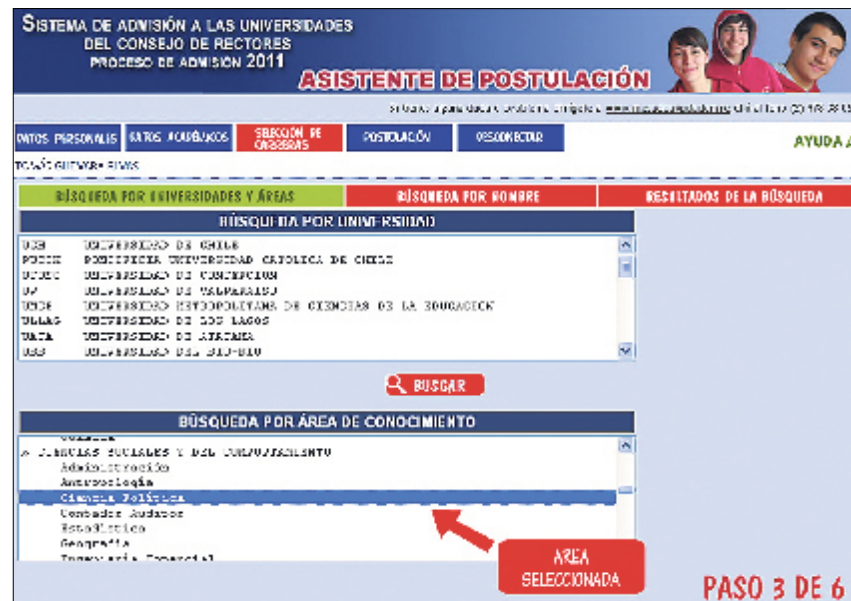 SISTEMA DE ADMISIÓN A LAS UNIVERSIDADES
DEL CONSEJO DE RECTORES
PROCESO DE ADMISIÓN 2011
ASISTENTE DE POSTULACIÓN
DATOS PERSONALES DATOS ACADÉMICOS SELECCIÓN DE CARRERAS POSTULACIÓN DESCONECTAR AYUDA
BÚSQUEDA POR UNIVERSIDADES Y ÁREAS BÚSQUEDA POR NOMBRE RESULTADOS DE LA BÚSQUEDA
BÚSQUEDA POR UNIVERSIDAD
UNIVERSIDAD DE CHILE
PONTIFICIA UNIVERSIDAD CATOLICA DE CHILE
UNIVERSIDAD DE CONCEPCION
UV UNIVERSIDAD DE VALPARAISO
UMCE UNIVERSIDAD METROPOLITANA DE CIENCIAS DE LA EDUCACION
ULLAG UNIVERSIDAD DE LOS LAGOS
UATA UNIVERSIDAD DE ATACAMA
UBB UNIVERSIDAD DEL BIO-BIO
BUSCAR
BÚSQUEDA POR ÁREA DE CONOCIMIENTO
CIENCIAS SOCIALES Y DEL COMPORTAMIENTO
Administración
Antropología
Ciencia Política
Contador Auditor
Estadística
Geografía
Ingeniería Comercial
AREA
SELECCIONADA
PASO 3 DE 6